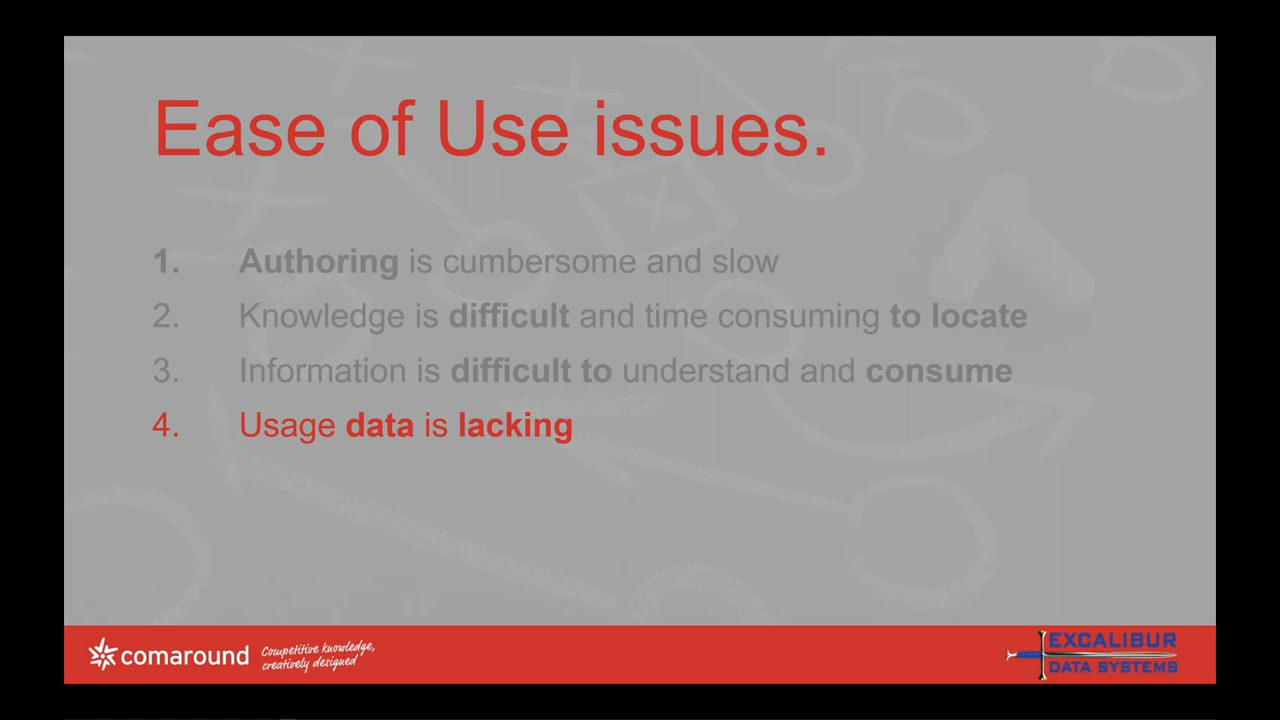 Ease of Use issues.
1. Authoring is cumbersome and slow
2. Knowledge is difficult and time consuming to locate
3. Information is difficult to understand and consume
4. Usage data is lacking
comaround
Competitive knowledge,
creatively designed
EXCALIBUR
DATA SYSTEMS